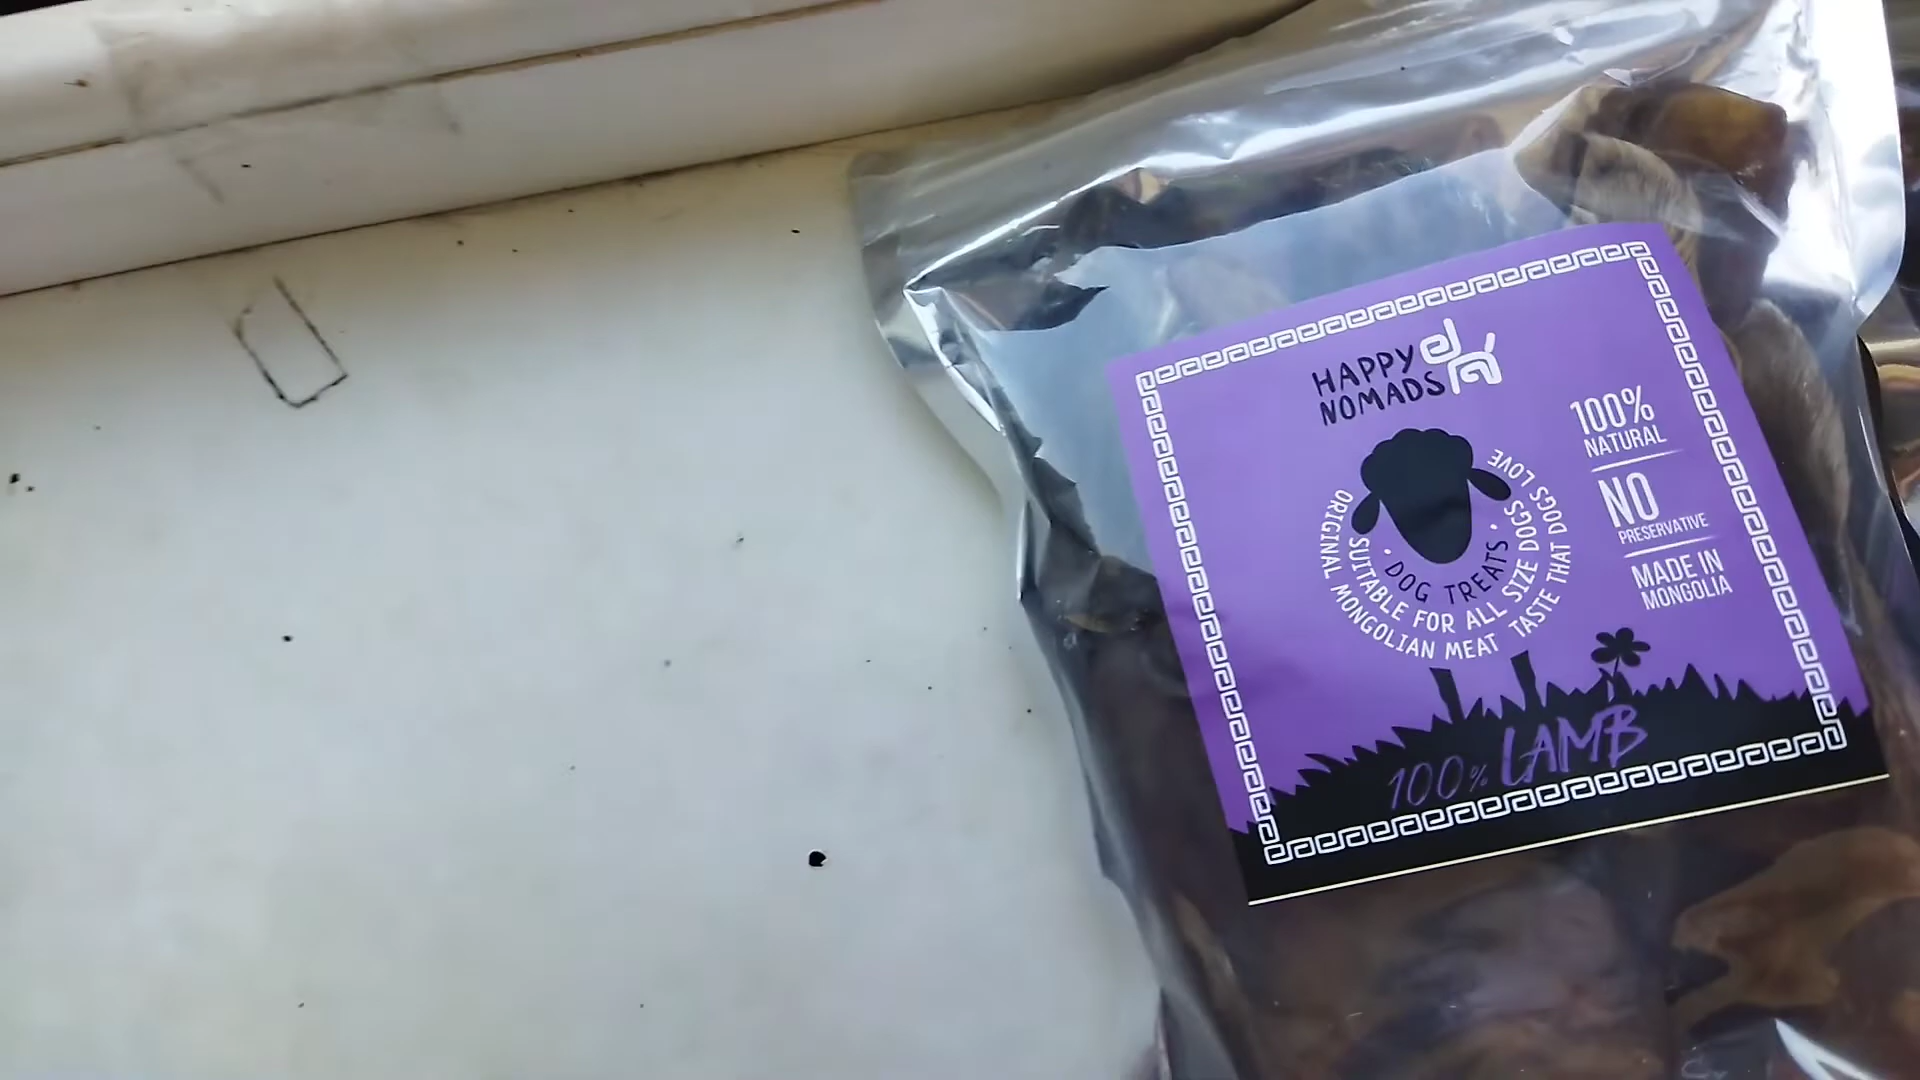 HAPPY
NOMADS
100%
NATURAL
NO
PRESERVATIVE
MADE IN
MONGOLIA
• DOG TREATS •
SUITABLE FOR ALL SIZE DOGS LOVE
ORIGINAL MONGOLIAN MEAT TASTE THAT DOGS LOVE
100% LAMB